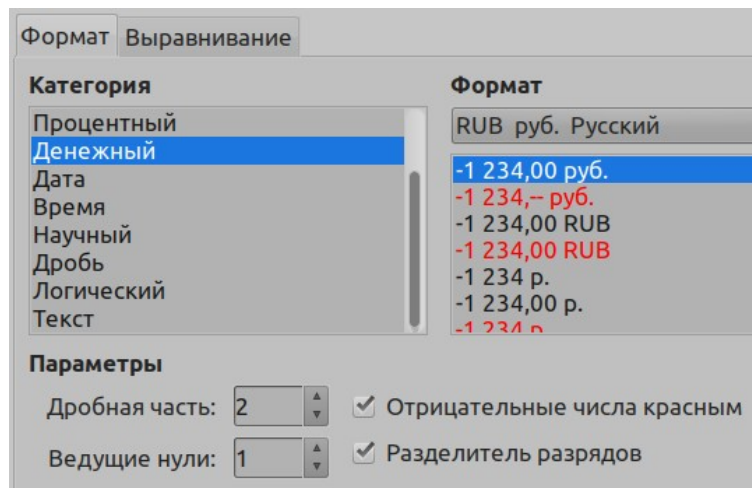 Формат Выравнивание
Категория
Процентный
Денежный
Дата
Время
Научный
Дробь
Логический
Текст
Формат
RUB руб. Русский
-1 234,00 руб.
-1 234,-- руб.
-1 234,00 RUB
-1 234,00 RUB
-1 234 р.
-1 234,00 р.
-1 234 р.
Параметры
Дробная часть: 2
Отрицательные числа красным
Ведущие нули: 1
Разделитель разрядов